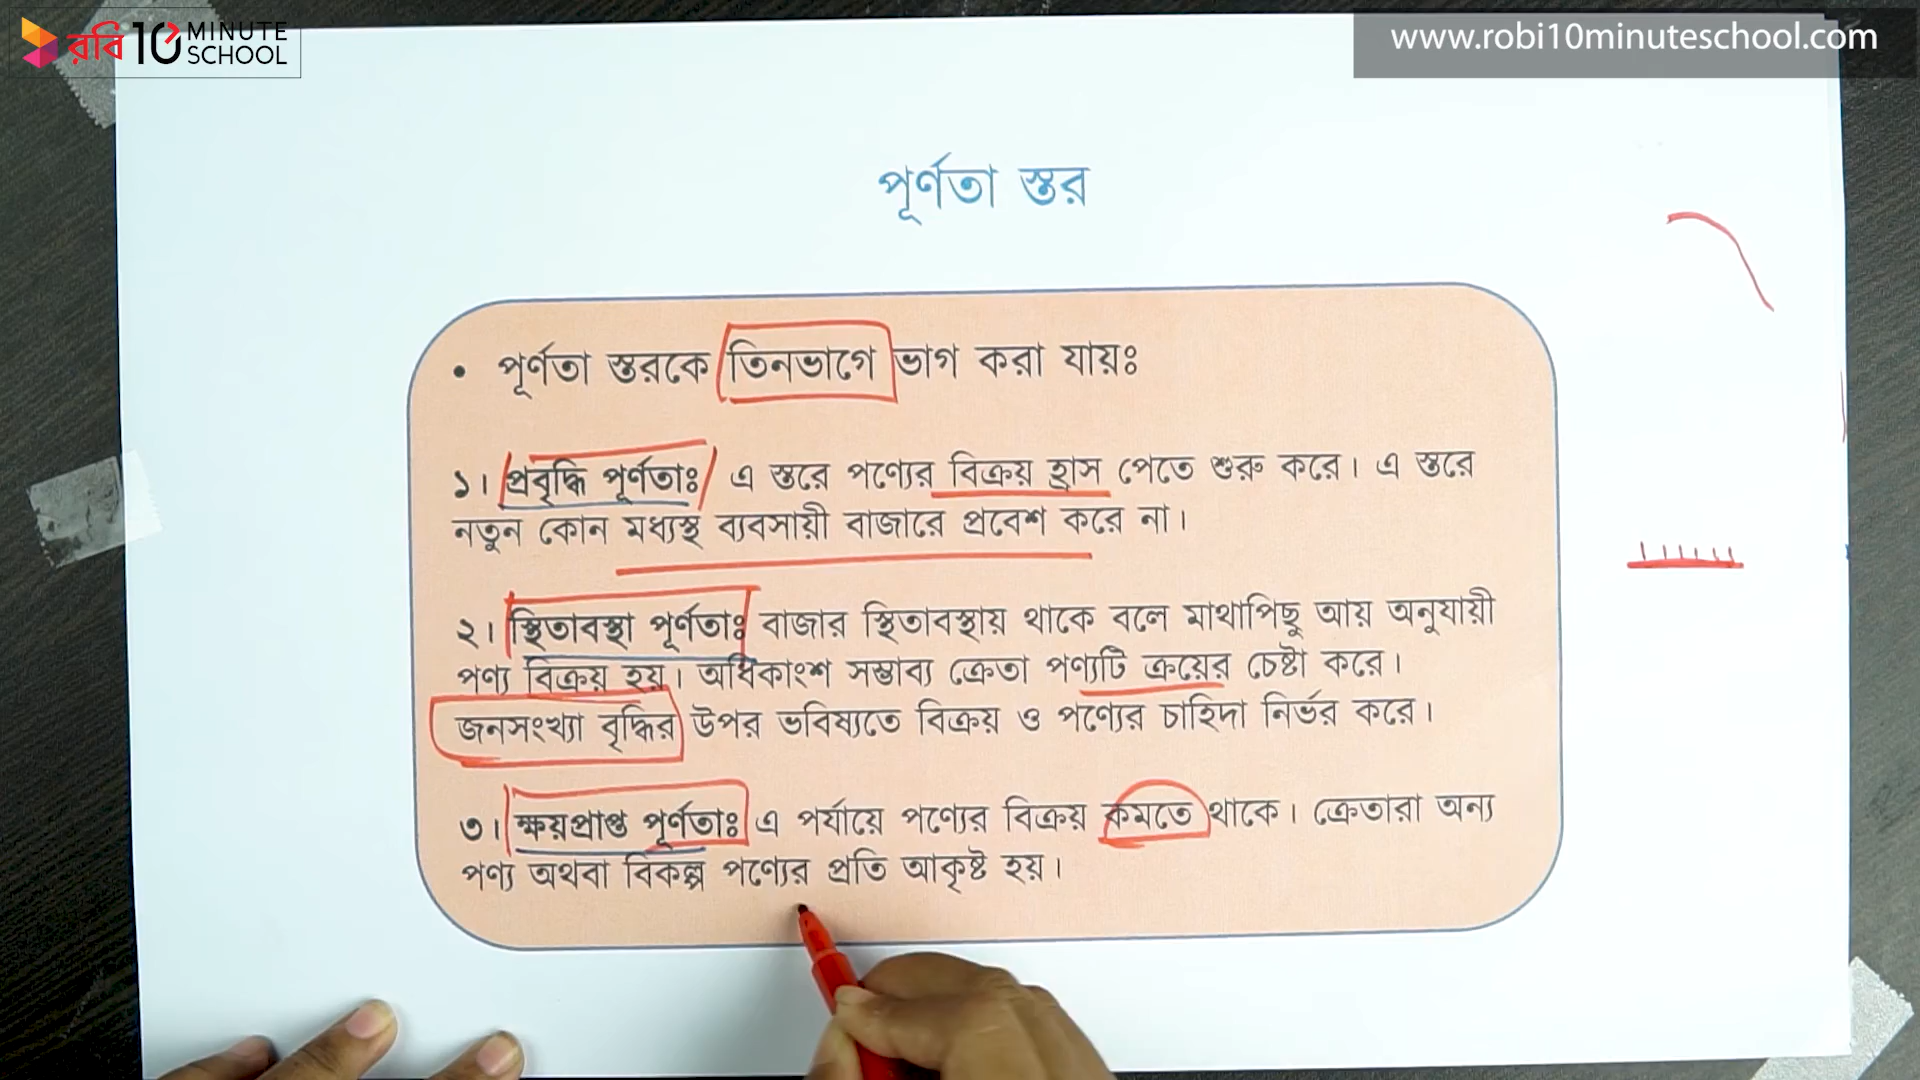 রবি 10 MINUTE SCHOOL
www.robi10minuteschool.com
পূর্ণতা স্তর
• পূর্ণতা স্তরকে তিনভাগে ভাগ করা যায়ঃ
১। প্রবৃদ্ধি পূর্ণতাঃ এ স্তরে পণ্যের বিক্রয় হ্রাস পেতে শুরু করে। এ স্তরে
নতুন কোন মধ্যস্থ ব্যবসায়ী বাজারে প্রবেশ করে না।
২। স্থিতাবস্থা পূর্ণতাঃ বাজার স্থিতাবস্থায় থাকে বলে মাথাপিছু আয় অনুযায়ী
পণ্য বিক্রয় হয়। অধিকাংশ সম্ভাব্য ক্রেতা পণ্যটি ক্রয়ের চেষ্টা করে।
জনসংখ্যা বৃদ্ধির উপর ভবিষ্যতে বিক্রয় ও পণ্যের চাহিদা নির্ভর করে।
৩। ক্ষয়প্রাপ্ত পূর্ণতাঃ এ পর্যায়ে পণ্যের বিক্রয় কমতে থাকে। ক্রেতারা অন্য
পণ্য অথবা বিকল্প পণ্যের প্রতি আকৃষ্ট হয়।